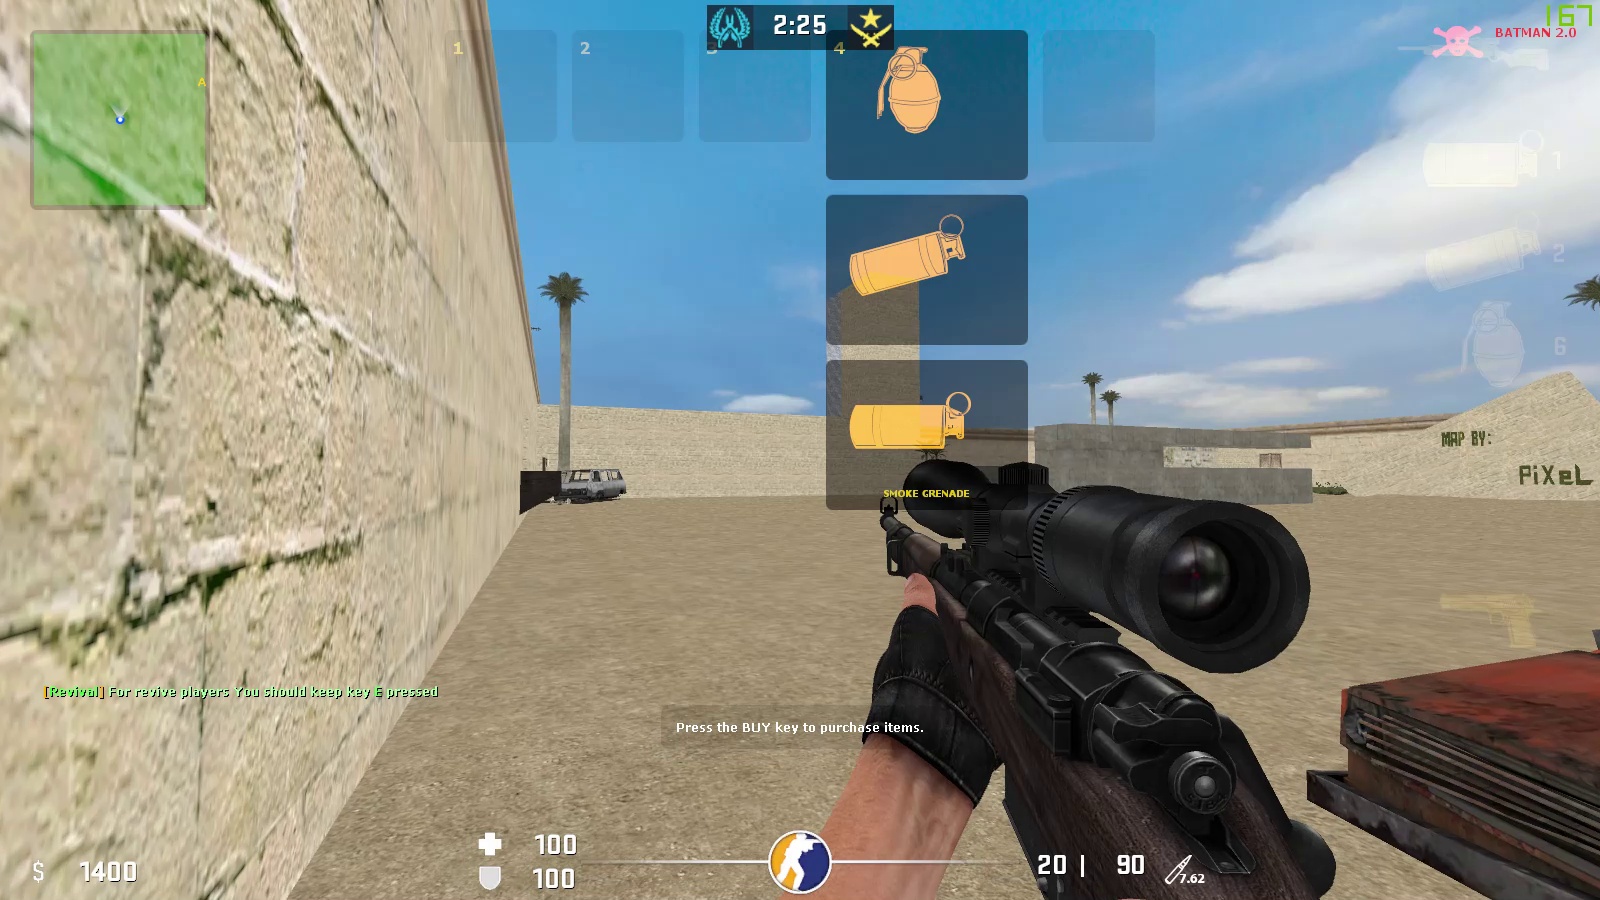 2:25
167
BATMAN 2.0
1
2
3
4
A
1
2
6
MAP BY:
PiXeL
SMOKE GRENADE
[Revival] For revive players You should keep key E pressed
Press the BUY key to purchase items.
$ 1400
100
100
20 | 90
7.62